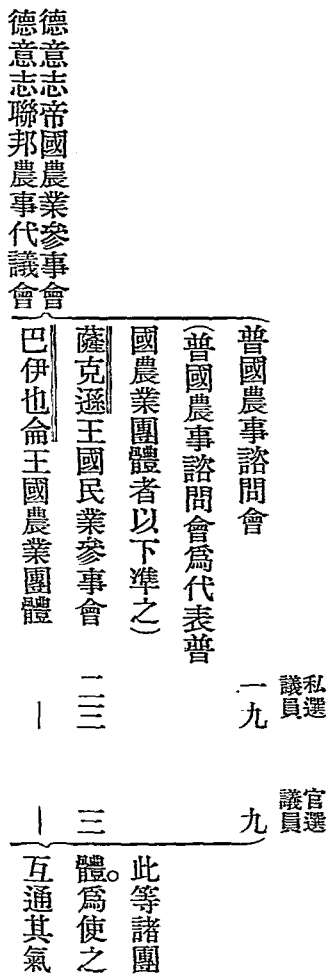 德意志帝國農業參事會
德意志聯邦農事代議會
私選
議員
官選
議員
普國農事諮問會 一九 九
(普國農事諮問會爲代表普
國農業團體者以下準之)
薩克遜王國民業參事會 二三 三
巴伊也侖王國農業團體 | |
此等諸團
體。爲使之
互通其氣